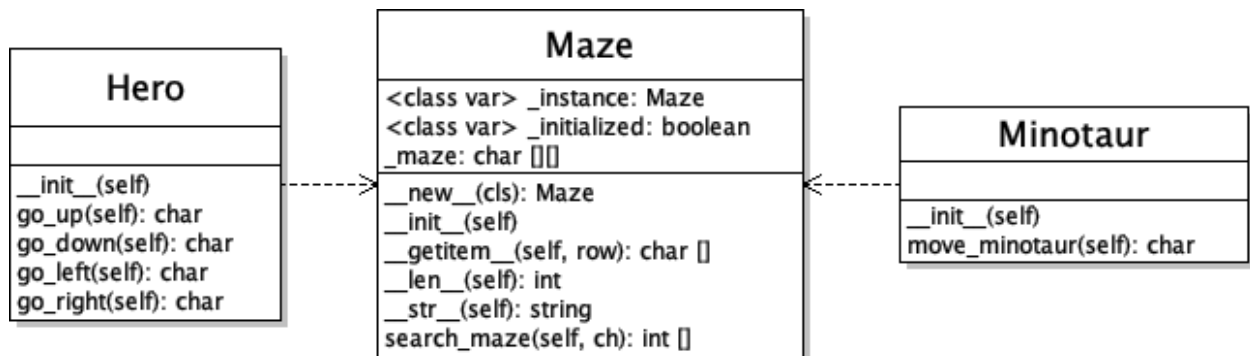 Hero
__init__(self)
go_up(self): char
go_down(self): char
go_left(self): char
go_right(self): char
Maze
<class var> _instance: Maze
<class var> _initialized: boolean
_maze: char [][]
__new__(cls): Maze
__init__(self)
__getitem__(self, row): char []
__len__(self): int
__str__(self): string
search_maze(self, ch): int []
Minotaur
__init__(self)
move_minotaur(self): char